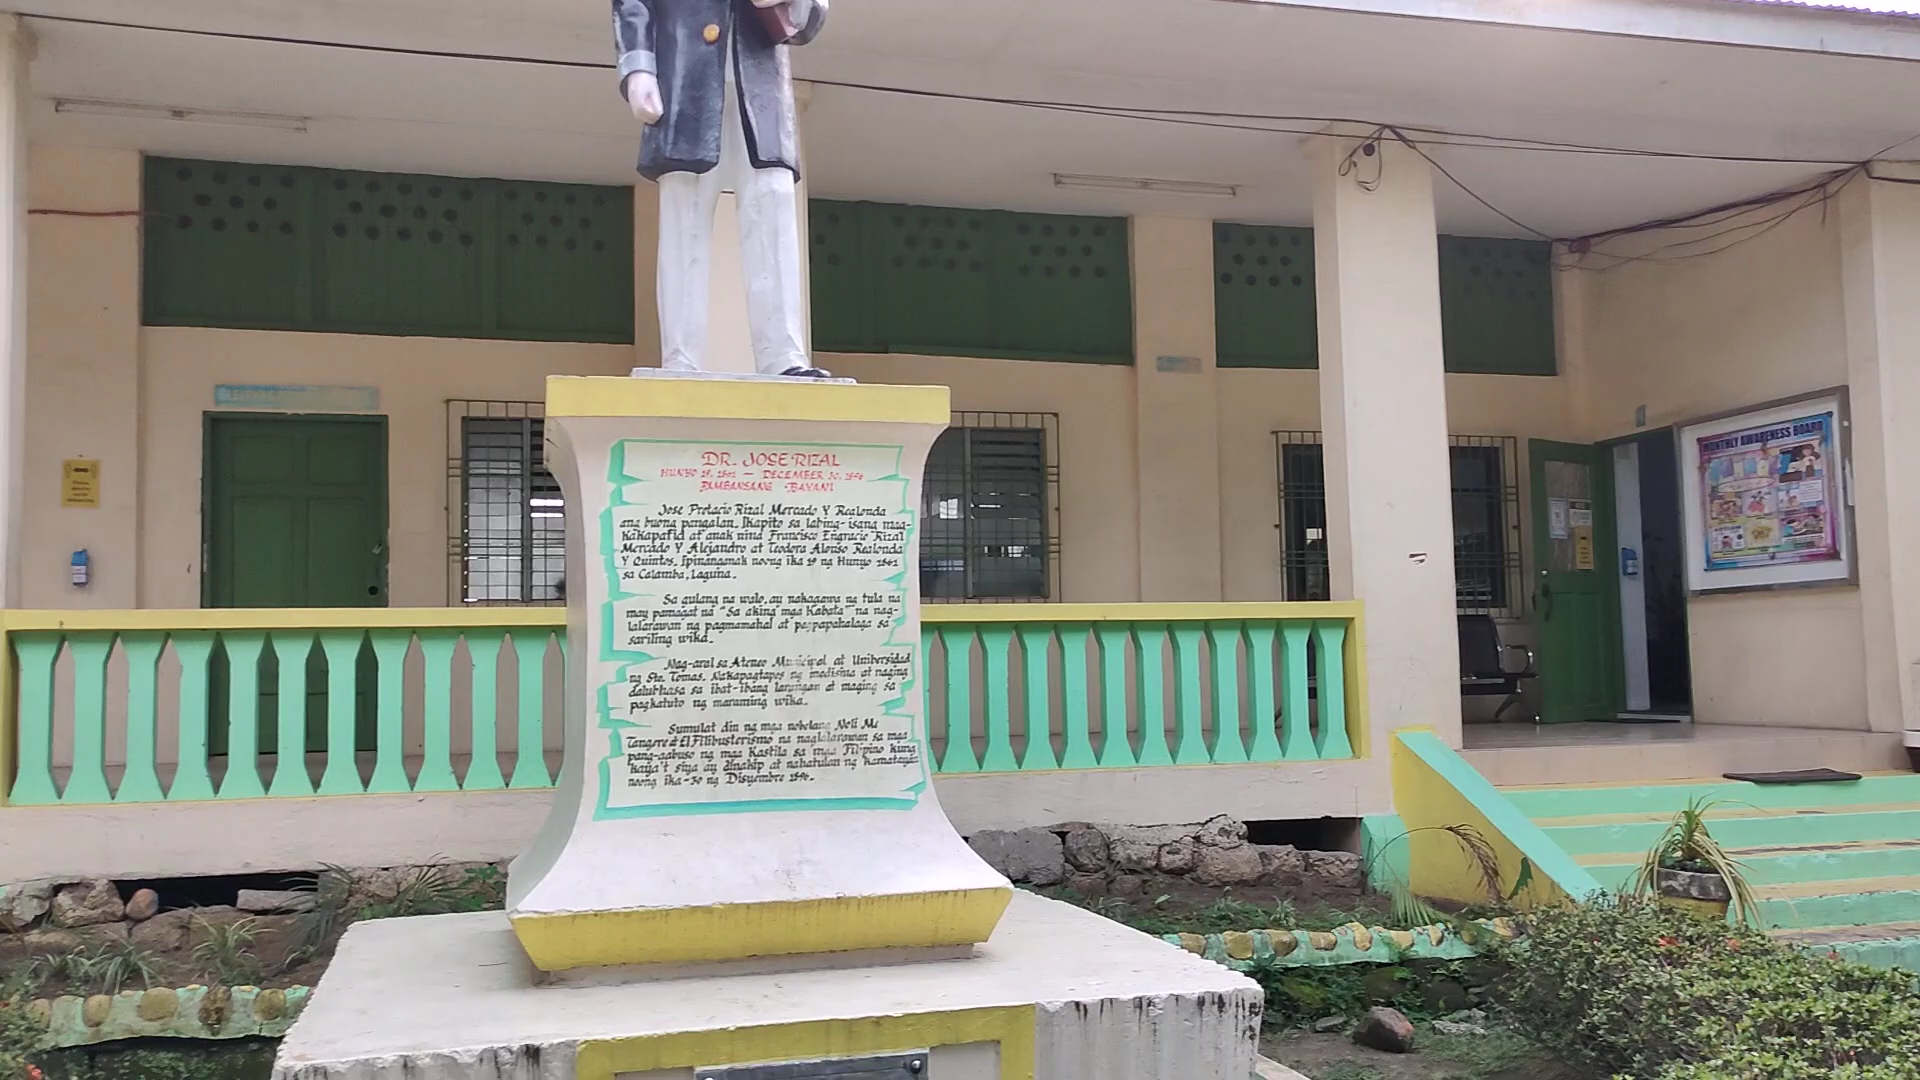 DR. JOSE RIZAL
HUNYO 19, 1861 — DECEMBER 30, 1896
PAMBANSANG BAYANI
Jose Protacio Rizal Mercado Y Realonda
ang buong pangalan. Ikapito sa labing-isang mag-
kakapatid at anak nina Francisco Engracio Rizal
Mercado Y Alejandro at Teodora Alonso Realonda
Y Quintos. Ipinanganak noong ika 19 ng Hunyo 1861
sa Calamba, Laguna.
Sa gulang na walo, ay nakagawa ng tula na
may pamagat na "Sa aking mga Kabata" na nag-
lalarawan ng pagmamahal at pagpapahalaga sa
sariling wika.
Nag-aral sa Ateneo Municipal at Unibersidad
ng Sto. Tomas. Nakapagtapos ng medisina at naging
dalubhasa sa ibat-ibang larangan at maging sa
pagkatuto ng maraming wika.
Sumulat din ng mga nobelang Noli Me
Tangere at El Filibusterismo na naglalarawan sa mga
pang-aabuso ng mga Kastila sa mga Filipino kung
kaya't siya ay dinakip at nahatulan ng kamatayan
noong ika-30 ng Disyembre 1896.
MONTHLY AWARENESS BOARD